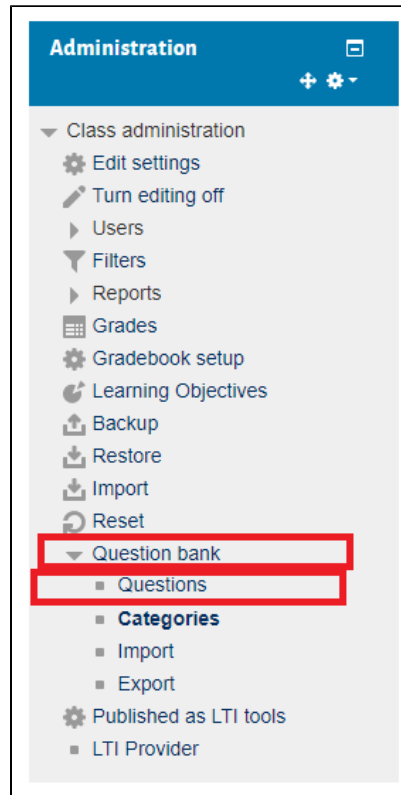 Administration
Class administration
Edit settings
Turn editing off
Users
Filters
Reports
Grades
Gradebook setup
Learning Objectives
Backup
Restore
Import
Reset
Question bank
Questions
Categories
Import
Export
Published as LTI tools
LTI Provider